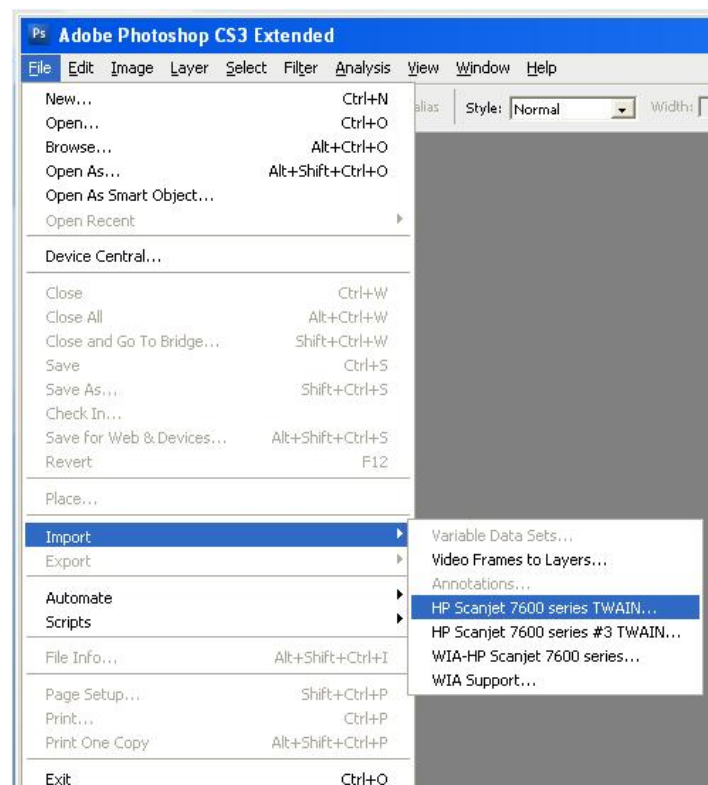 Ps Adobe Photoshop CS3 Extended
File Edit Image Layer Select Filter Analysis View Window Help
alias Style: Normal Width:
New... Ctrl+N
Open... Ctrl+O
Browse... Alt+Ctrl+O
Open As... Alt+Shift+Ctrl+O
Open As Smart Object...
Open Recent
Device Central...
Close Ctrl+W
Close All Alt+Ctrl+W
Close and Go To Bridge... Shift+Ctrl+W
Save Ctrl+S
Save As... Shift+Ctrl+S
Check In...
Save for Web & Devices... Alt+Shift+Ctrl+S
Revert F12
Place...
Import
Export
Automate
Scripts
File Info... Alt+Shift+Ctrl+I
Page Setup... Shift+Ctrl+P
Print... Ctrl+P
Print One Copy Alt+Shift+Ctrl+P
Exit Ctrl+Q
Variable Data Sets...
Video Frames to Layers...
Annotations...
HP Scanjet 7600 series TWAIN...
HP Scanjet 7600 series #3 TWAIN...
WIA-HP Scanjet 7600 series...
WIA Support...